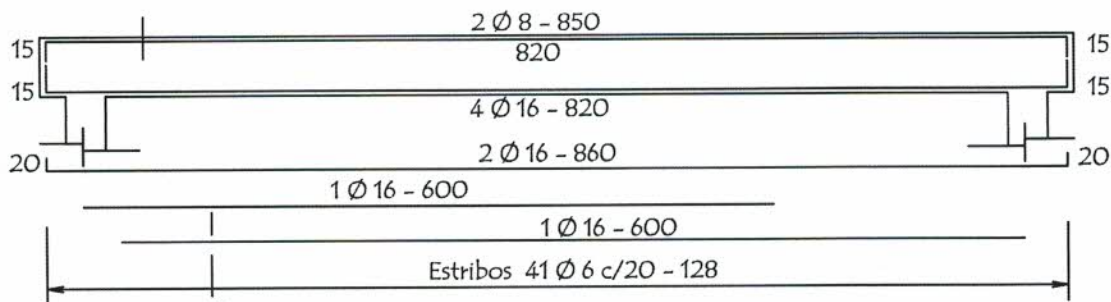 2 Ø 8 - 850
15 820 15
15 15
4 Ø 16 - 820
20 2 Ø 16 - 860 20
1 Ø 16 - 600
1 Ø 16 - 600
Estribos 41 Ø 6 c/20 - 128